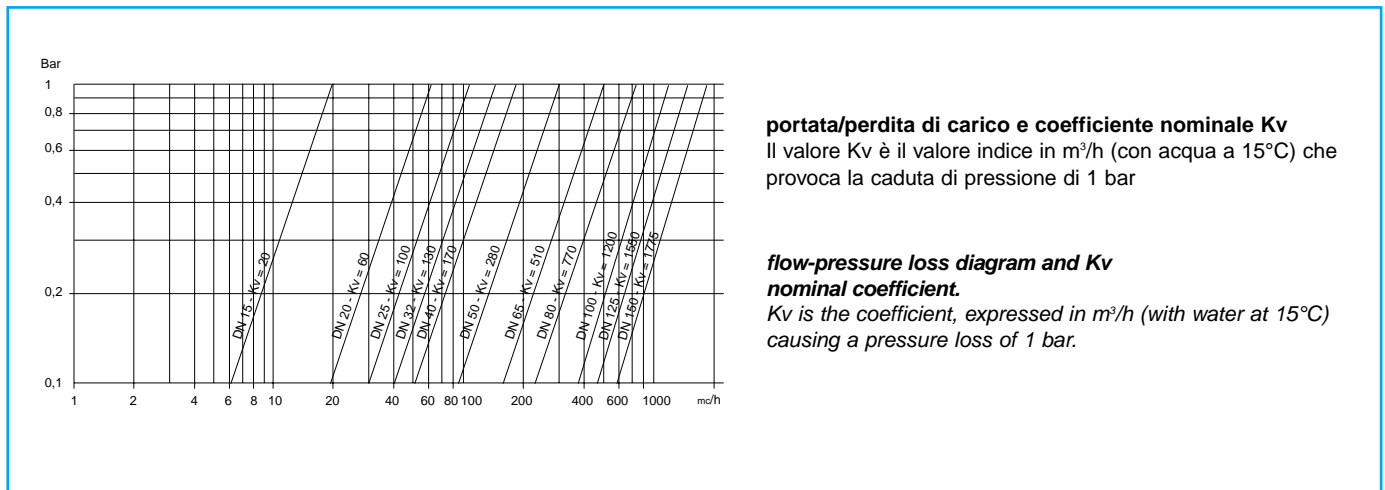 Bar
1
0,8
0,6
0,4
0,2
0,1
DN 15 - Kv = 20
DN 20 - Kv = 60
DN 25 - Kv = 100
DN 32 - Kv = 130
DN 40 - Kv = 170
DN 50 - Kv = 280
DN 65 - Kv = 510
DN 80 - Kv = 770
DN 100 - Kv = 1200
DN 125 - Kv = 1550
DN 150 - Kv = 1775
1 2 4 6 8 10 20 40 60 80 100 200 400 600 1000 mc/h
portata/perdita di carico e coefficiente nominale Kv
Il valore Kv è il valore indice in m³/h (con acqua a 15°C) che
provoca la caduta di pressione di 1 bar
flow-pressure loss diagram and Kv
nominal coefficient.
Kv is the coefficient, expressed in m³/h (with water at 15°C)
causing a pressure loss of 1 bar.